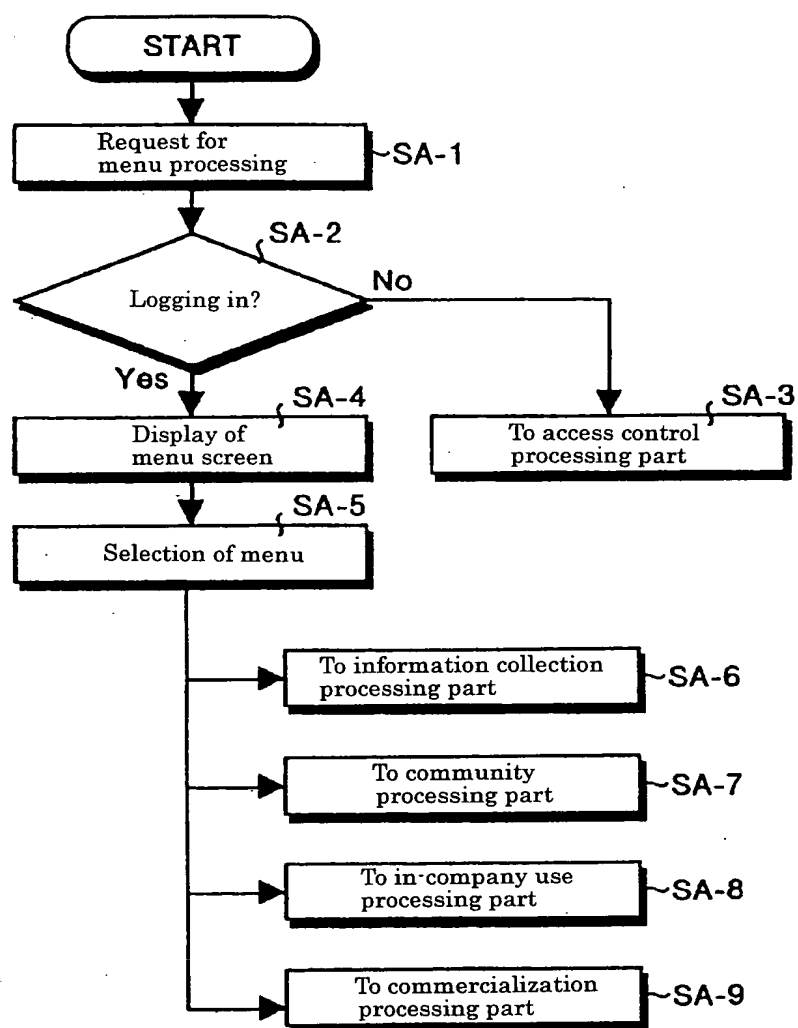 START
Request for
menu processing
SA-1
SA-2
Logging in?
No
Yes
SA-4
Display of
menu screen
SA-3
To access control
processing part
SA-5
Selection of menu
To information collection
processing part
SA-6
To community
processing part
SA-7
To in-company use
processing part
SA-8
To commercialization
processing part
SA-9